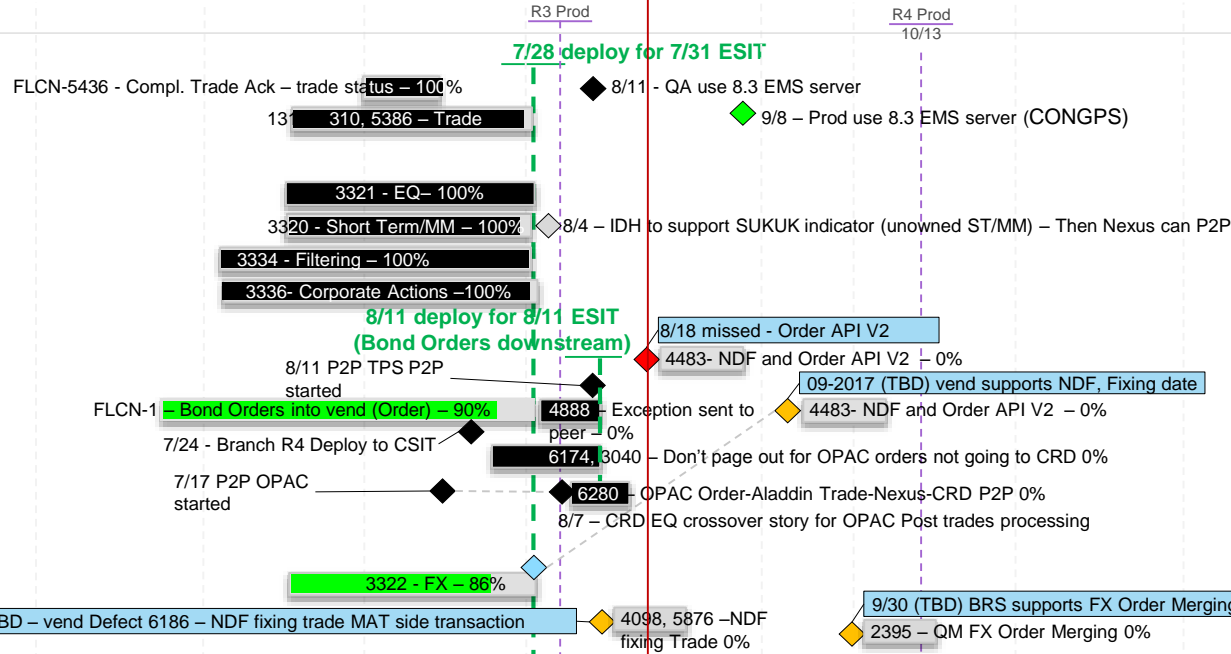 R3 Prod
R4 Prod
10/13
7/28 deploy for 7/31 ESIT
FLCN-5436 - Compl. Trade Ack – trade status – 100%
8/11 - QA use 8.3 EMS server
310, 5386 – Trade
9/8 – Prod use 8.3 EMS server (CONGPS)
3321 - EQ– 100%
3320 - Short Term/MM – 100%
8/4 – IDH to support SUKUK indicator (unowned ST/MM) – Then Nexus can P2P
3334 - Filtering – 100%
3336- Corporate Actions –100%
8/11 deploy for 8/11 ESIT
(Bond Orders downstream)
8/18 missed - Order API V2
4483- NDF and Order API V2 – 0%
8/11 P2P TPS P2P
started
09-2017 (TBD) vend supports NDF, Fixing date
FLCN-1 – Bond Orders into vend (Order) – 90%
4888 – Exception sent to
peer – 0%
4483- NDF and Order API V2 – 0%
7/24 - Branch R4 Deploy to CSIT
6174, 3040 – Don't page out for OPAC orders not going to CRD 0%
7/17 P2P OPAC
started
6280 – OPAC Order-Aladdin Trade-Nexus-CRD P2P 0%
8/7 – CRD EQ crossover story for OPAC Post trades processing
3322 - FX – 86%
BD – vend Defect 6186 – NDF fixing trade MAT side transaction
4098, 5876 –NDF
fixing Trade 0%
9/30 (TBD) BRS supports FX Order Merging
2395 – QM FX Order Merging 0%